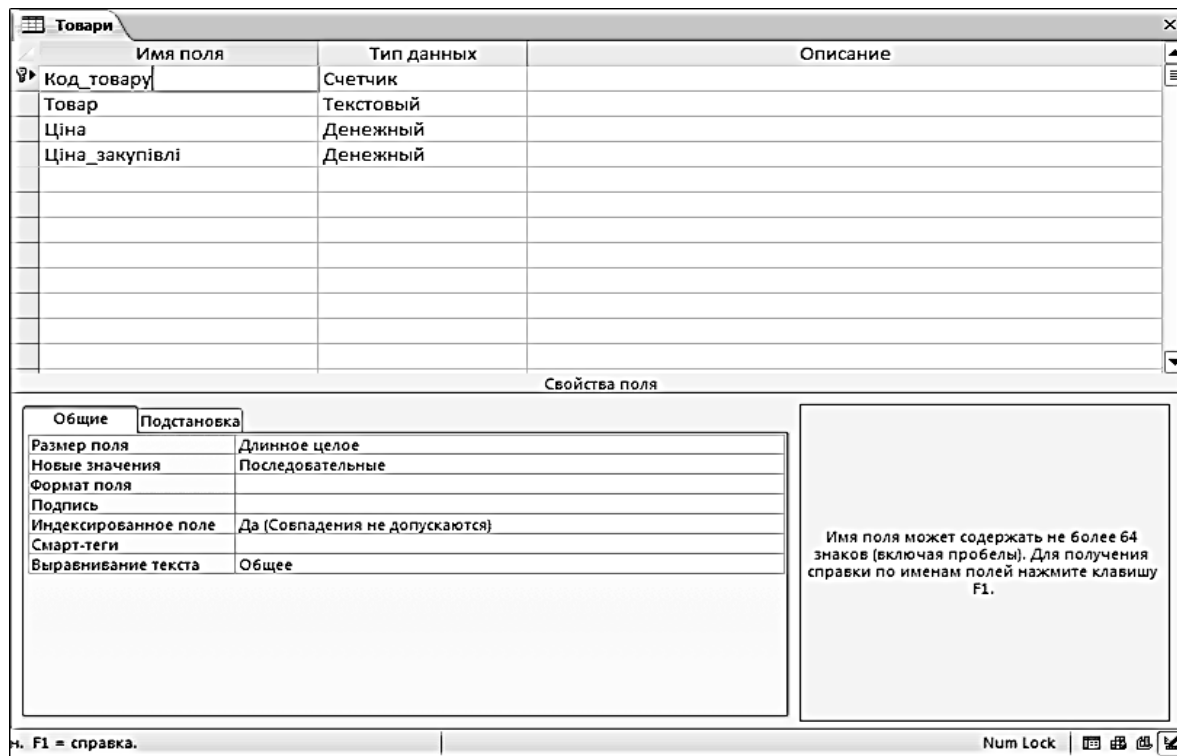 Товари
Имя поля Тип данных Описание
Код_товару Счетчик
Товар Текстовый
Ціна Денежный
Ціна_закупівлі Денежный
Свойства поля
Общие Подстановка
Размер поля Длинное целое
Новые значения Последовательные
Формат поля
Подпись
Индексированное поле Да (Совпадения не допускаются)
Смарт-теги
Выравнивание текста Общее
Имя поля может содержать не более 64
знаков (включая пробелы). Для получения
справки по именам полей нажмите клавишу
F1.
н. F1 = справка. Num Lock